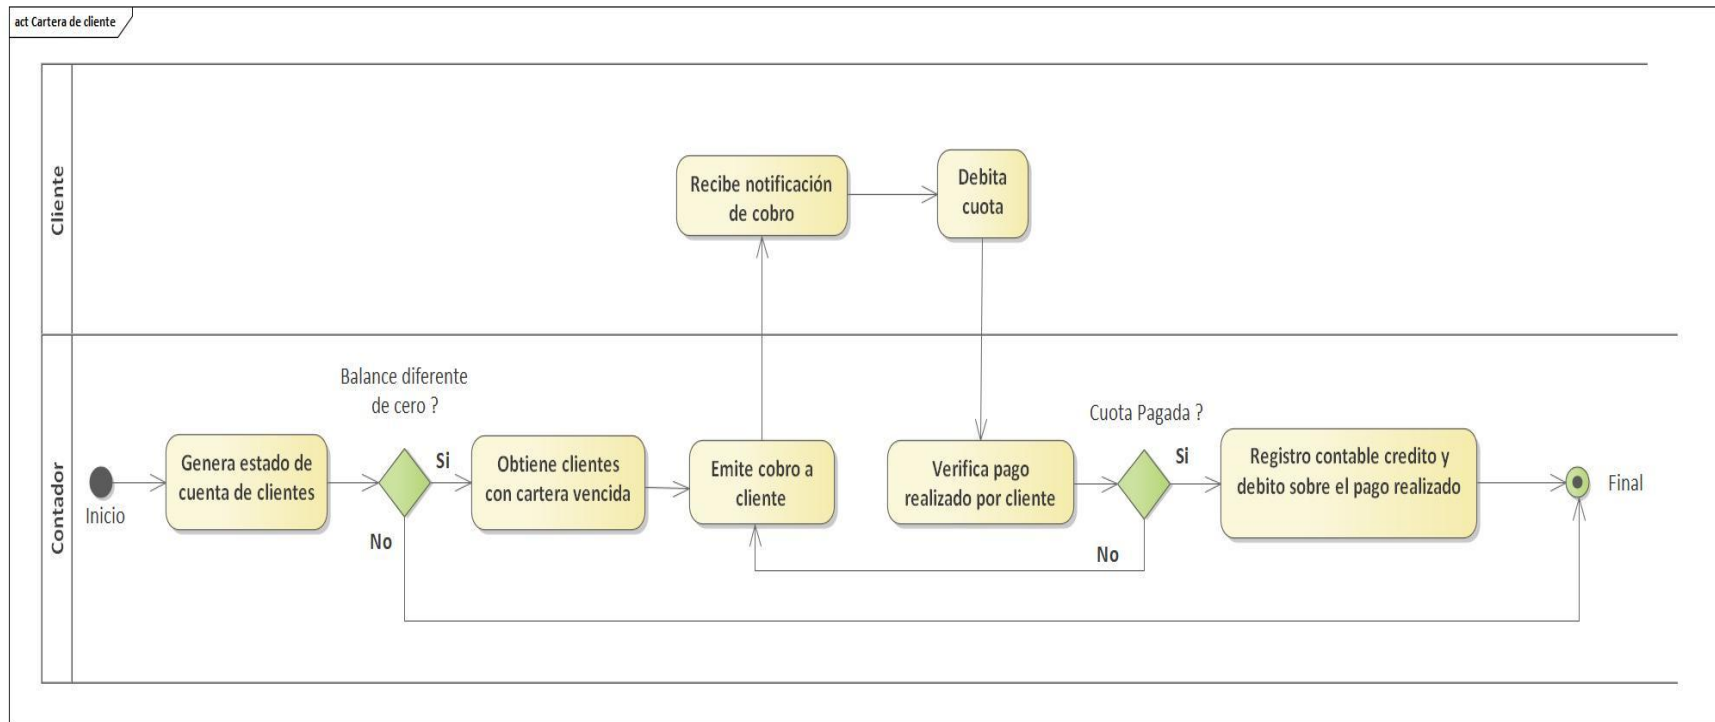 act Cartera de cliente
Cliente
Recibe notificación
de cobro
Debita
cuota
Contador
Inicio
Genera estado de
cuenta de clientes
Balance diferente
de cero ?
Si
No
Obtiene clientes
con cartera vencida
Emite cobro a
cliente
Verifica pago
realizado por cliente
Cuota Pagada ?
Si
No
Registro contable credito y
debito sobre el pago realizado
Final